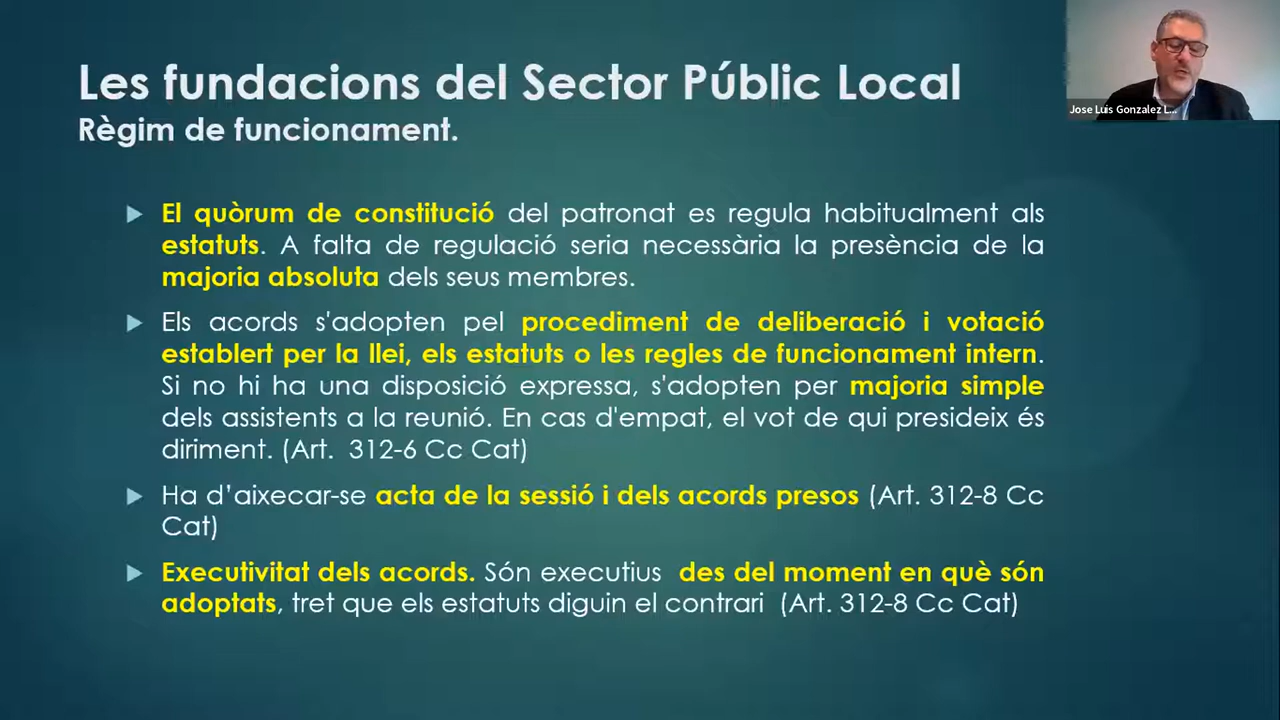 Les fundacions del Sector Públic Local
Règim de funcionament.
Jose Luis Gonzalez L...
El quòrum de constitució del patronat es regula habitualment als
estatuts. A falta de regulació seria necessària la presència de la
majoria absoluta dels seus membres.
Els acords s'adopten pel procediment de deliberació i votació
establert per la llei, els estatuts o les regles de funcionament intern.
Si no hi ha una disposició expressa, s'adopten per majoria simple
dels assistents a la reunió. En cas d'empat, el vot de qui presideix és
diriment. (Art. 312-6 Cc Cat)
Ha d’aixecar-se acta de la sessió i dels acords presos (Art. 312-8 Cc
Cat)
Executivitat dels acords. Són executius des del moment en què són
adoptats, tret que els estatuts diguin el contrari (Art. 312-8 Cc Cat)